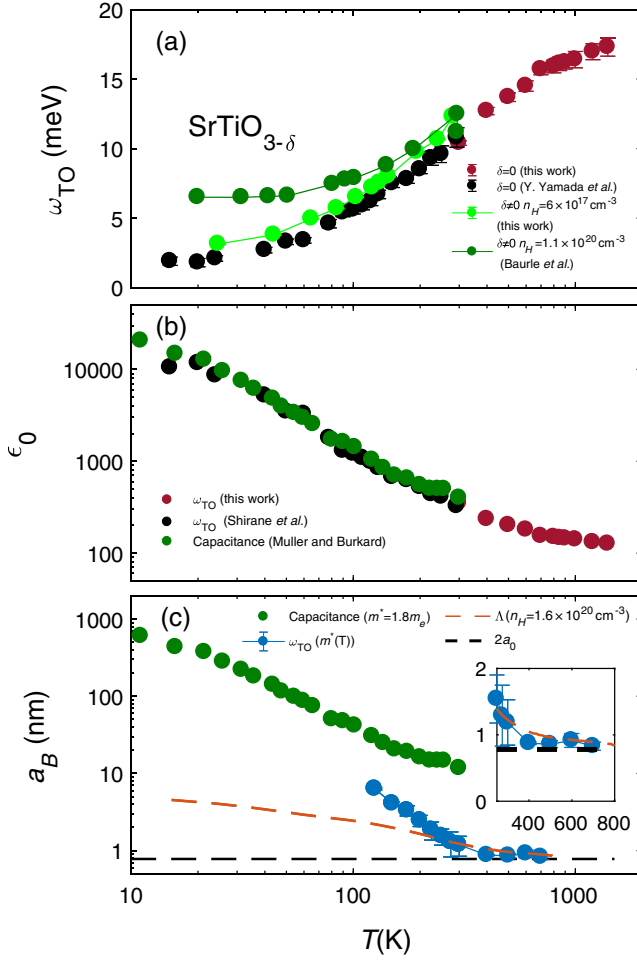 (a)
20
15
10
5
0
ω_TO (meV)
SrTiO_{3-δ}
δ=0 (this work)
δ=0 (Y. Yamada et al.)
δ≠0 n_H=6×10^17 cm^-3
(this work)
δ≠0 n_H=1.1×10^20 cm^-3
(Baurle et al.)
(b)
10000
1000
100
ϵ_0
ω_TO (this work)
ω_TO (Shirane et al.)
Capacitance (Muller and Burkard)
(c)
1000
100
10
1
a_B (nm)
Capacitance (m*=1.8m_e)
ω_TO (m*(T))
Λ(n_H=1.6×10^20 cm^-3)
2a_0
2
1
0
400 600 800
10 100 1000
T(K)